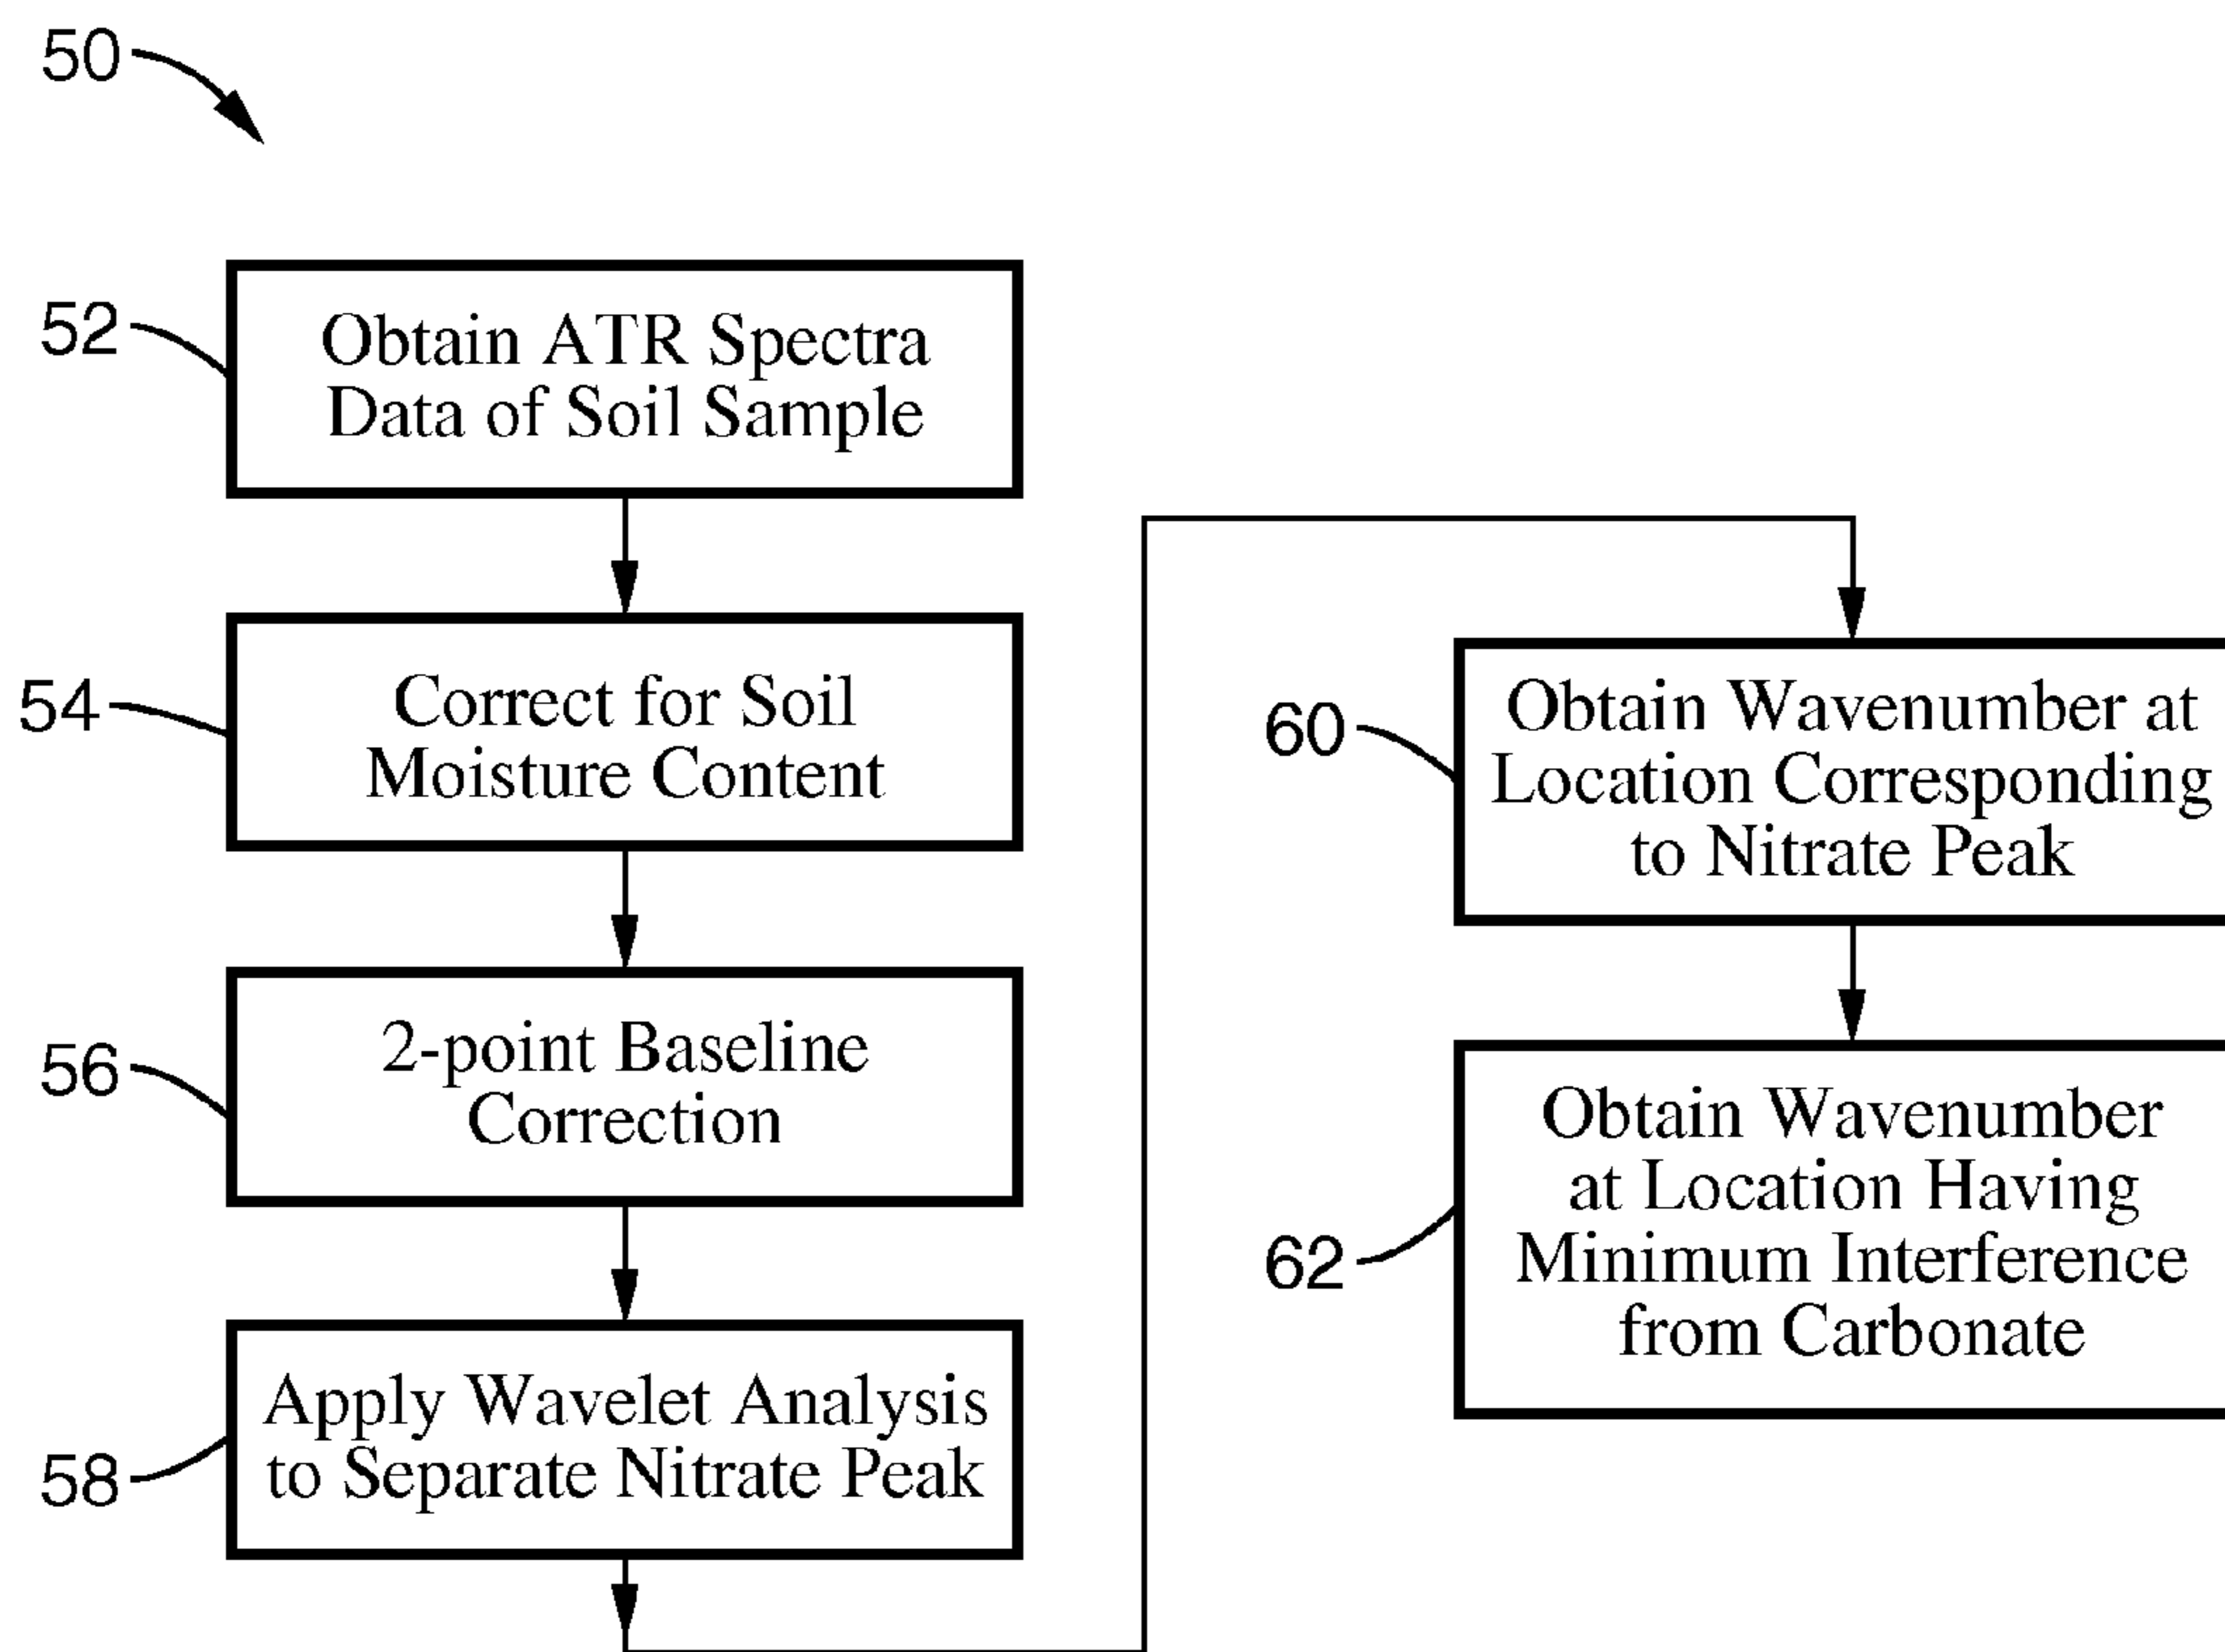 50
52
Obtain ATR Spectra
Data of Soil Sample
54
Correct for Soil
Moisture Content
56
2-point Baseline
Correction
58
Apply Wavelet Analysis
to Separate Nitrate Peak
60
Obtain Wavenumber at
Location Corresponding
to Nitrate Peak
62
Obtain Wavenumber
at Location Having
Minimum Interference
from Carbonate